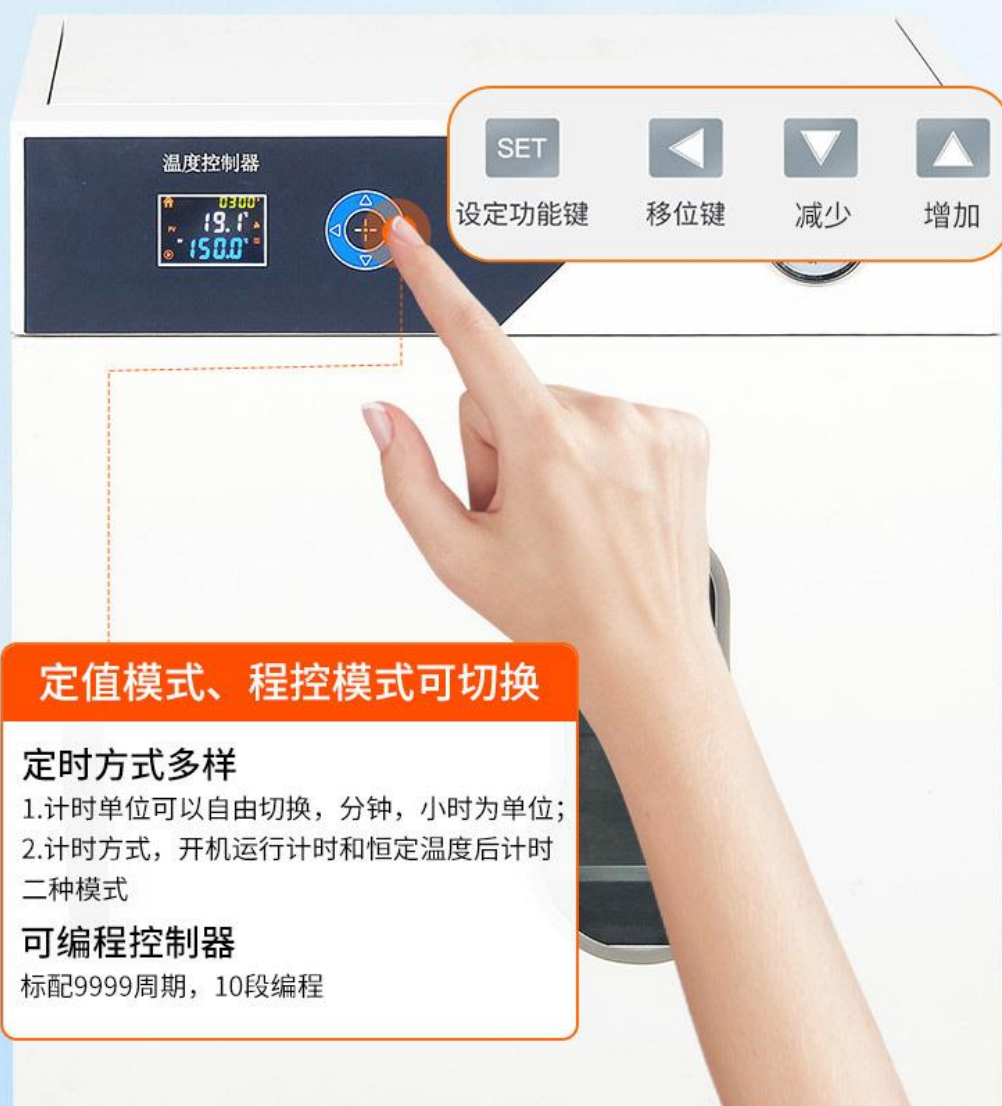 温度控制器
0300
PV 19.1
150.0
SET
设定功能键 移位键 减少 增加
定值模式、程控模式可切换
定时方式多样
1.计时单位可以自由切换，分钟，小时为单位；
2.计时方式，开机运行计时和恒定温度后计时
二种模式
可编程控制器
标配9999周期，10段编程